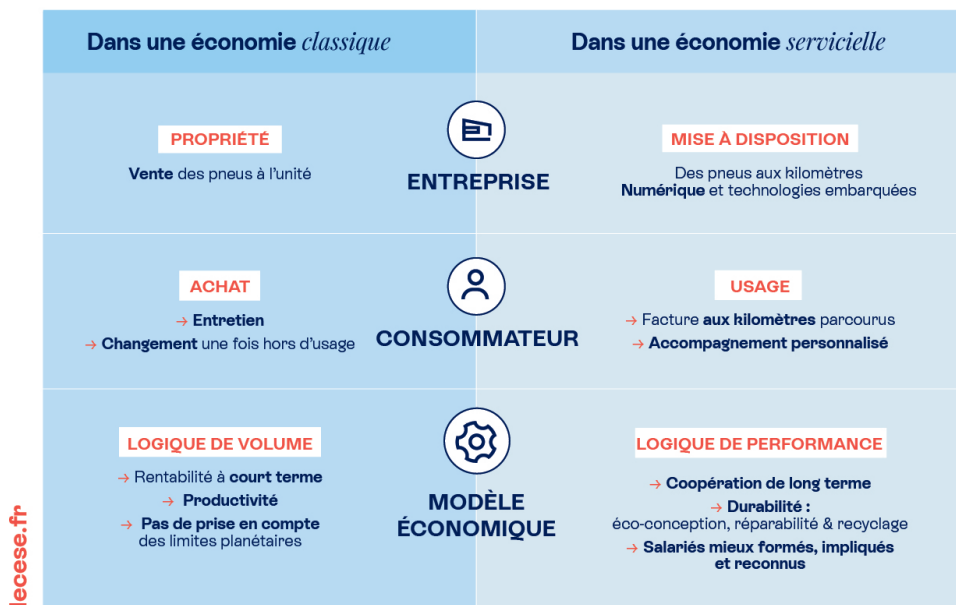 Dans une économie classique
Dans une économie servicielle
PROPRIÉTÉ
Vente des pneus à l'unité
ENTREPRISE
MISE À DISPOSITION
Des pneus aux kilomètres
Numérique et technologies embarquées
ACHAT
→ Entretien
→ Changement une fois hors d'usage
CONSOMMATEUR
USAGE
→ Facture aux kilomètres parcourus
→ Accompagnement personnalisé
LOGIQUE DE VOLUME
→ Rentabilité à court terme
→ Productivité
→ Pas de prise en compte
des limites planétaires
MODÈLE
ÉCONOMIQUE
LOGIQUE DE PERFORMANCE
→ Coopération de long terme
→ Durabilité :
éco-conception, réparabilité & recyclage
→ Salariés mieux formés, impliqués
et reconnus
lecese.fr